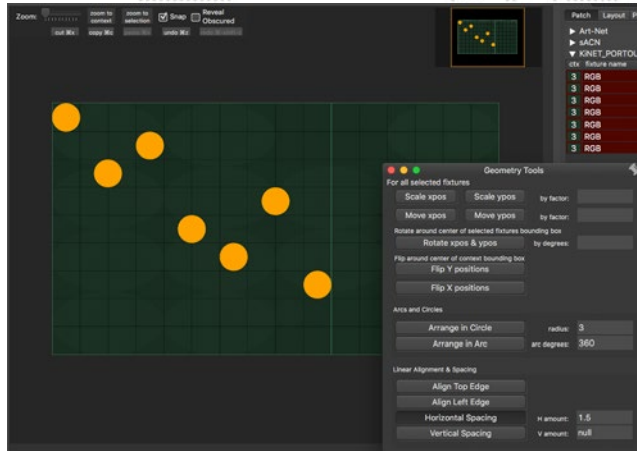 Zoom:
zoom to context
zoom to selection
Snap
Reveal Obscured
cut ⌘x
copy ⌘c
undo ⌘z
Patch Layout
Art-Net
sACN
KiNET_PORTOU
ctx fixture name
3 RGB
3 RGB
3 RGB
3 RGB
3 RGB
3 RGB
3 RGB
Geometry Tools
For all selected fixtures
Scale xpos Scale ypos by factor:
Move xpos Move ypos by factor:
Rotate around center of selected fixtures bounding box
Rotate xpos & ypos by degrees:
Flip around center of context bounding box
Flip Y positions
Flip X positions
Arcs and Circles
Arrange in Circle radius: 3
Arrange in Arc arc degrees: 360
Linear Alignment & Spacing
Align Top Edge
Align Left Edge
Horizontal Spacing H amount: 1.5
Vertical Spacing V amount: null